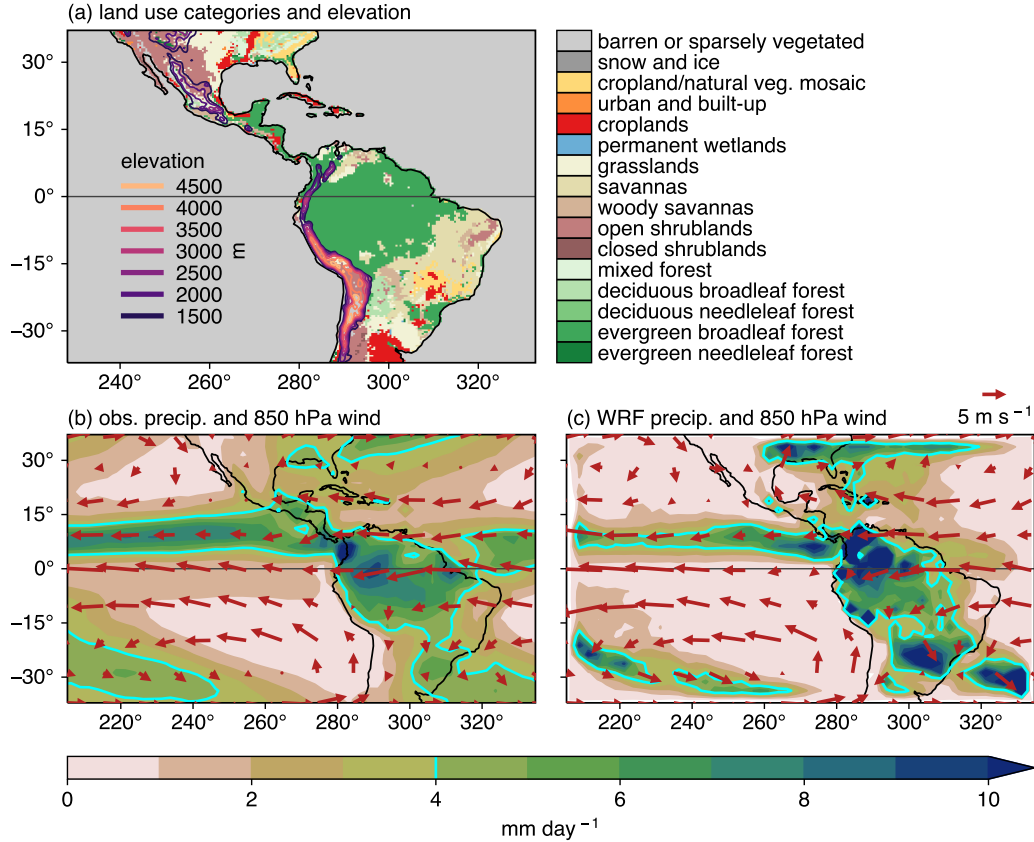 (a) land use categories and elevation
30°
15°
0°
−15°
−30°
240° 260° 280° 300° 320°
elevation
4500
4000
3500
3000
2500
2000
1500
m
barren or sparsely vegetated
snow and ice
cropland/natural veg. mosaic
urban and built-up
croplands
permanent wetlands
grasslands
savannas
woody savannas
open shrublands
closed shrublands
mixed forest
deciduous broadleaf forest
deciduous needleleaf forest
evergreen broadleaf forest
evergreen needleleaf forest
(b) obs. precip. and 850 hPa wind
30°
15°
0°
−15°
−30°
220° 240° 260° 280° 300° 320°
(c) WRF precip. and 850 hPa wind
5 m s⁻¹
30°
15°
0°
−15°
−30°
220° 240° 260° 280° 300° 320°
0 2 4 6 8 10
mm day⁻¹